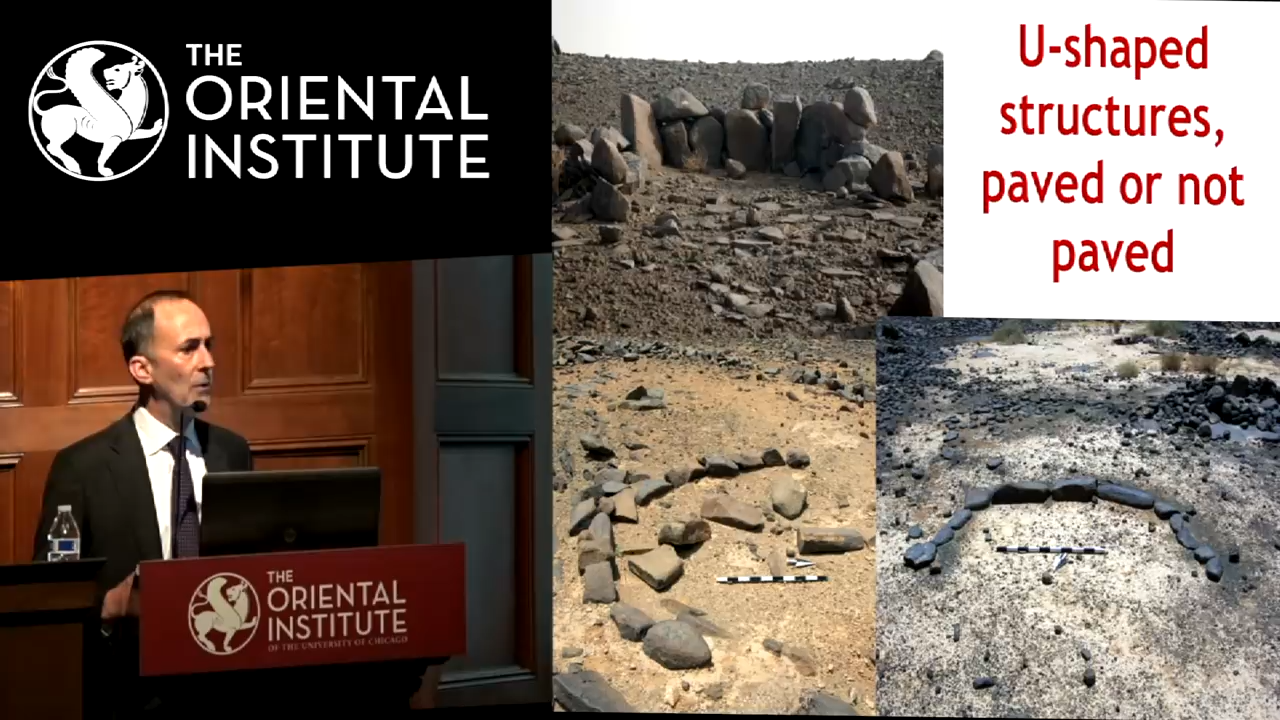 THE
ORIENTAL
INSTITUTE
U-shaped
structures,
paved or not
paved
THE
ORIENTAL
INSTITUTE
OF THE UNIVERSITY OF CHICAGO